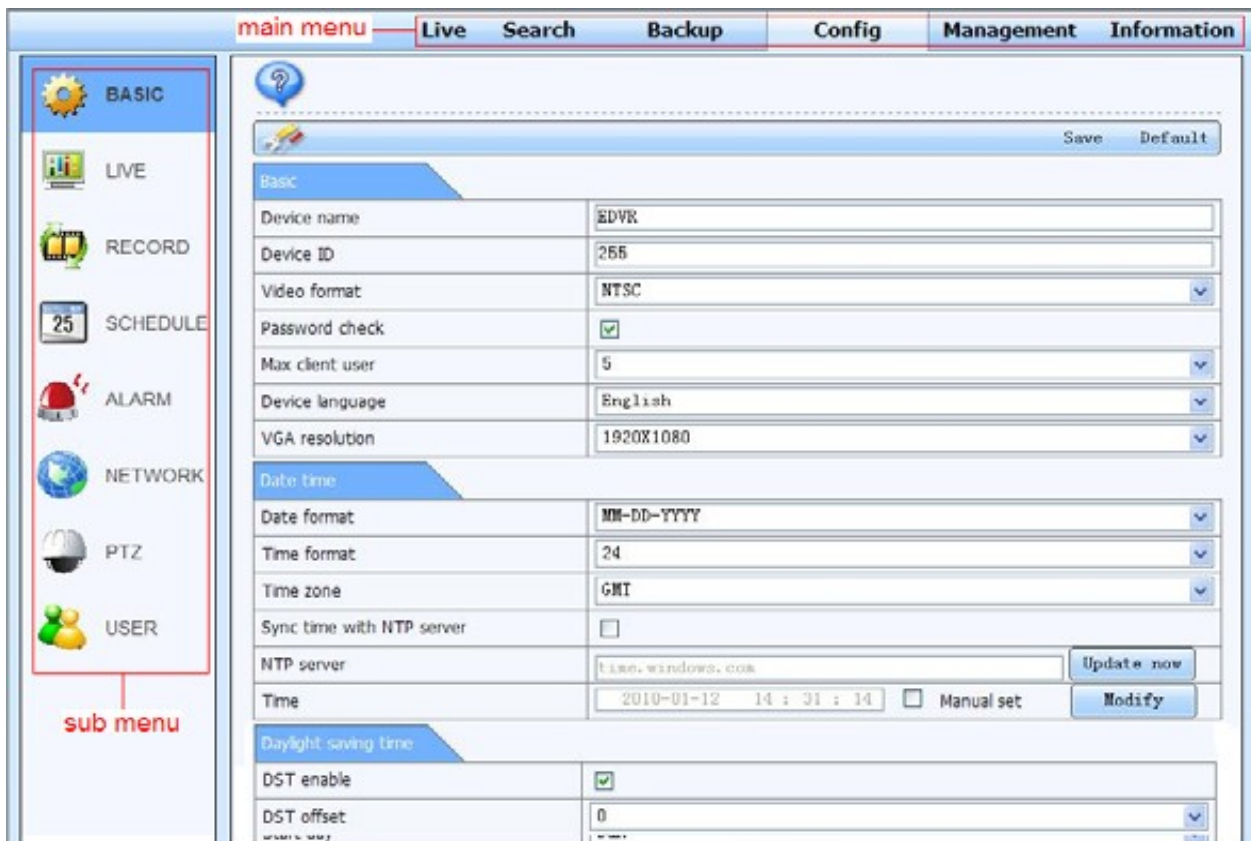 main menu Live Search Backup Config Management Information
BASIC
LIVE
RECORD
25 SCHEDULE
ALARM
NETWORK
PTZ
USER
sub menu
Save Default
Basic
Device name EDVR
Device ID 255
Video format NTSC
Password check
Max client user 5
Device language English
VGA resolution 1920X1080
Date time
Date format MM-DD-YYYY
Time format 24
Time zone GMT
Sync time with NTP server
NTP server time.windows.com Update now
Time 2010-01-12 14 : 31 : 14 Manual set Modify
Daylight saving time
DST enable
DST offset 0